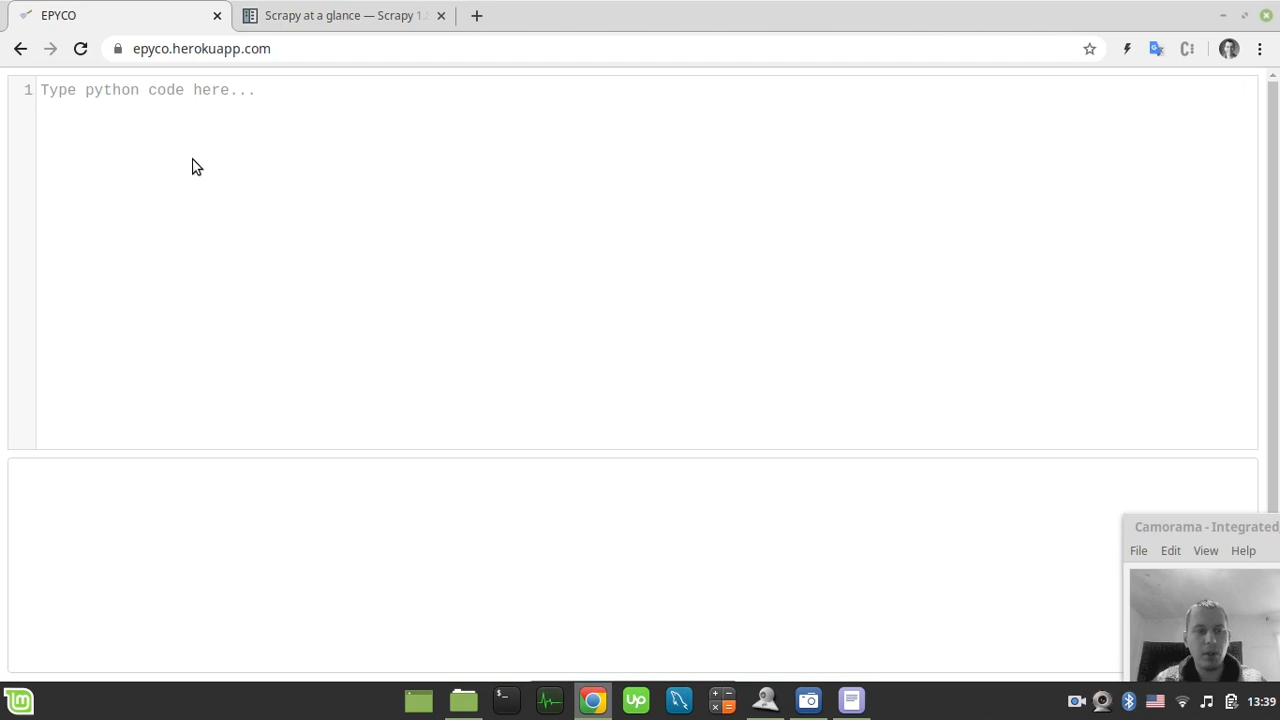 EPYCO
Scrapy at a glance — Scrapy 1.
epyco.herokuapp.com
1 Type python code here...
Camorama - Integrated
File Edit View Help
up
13:39